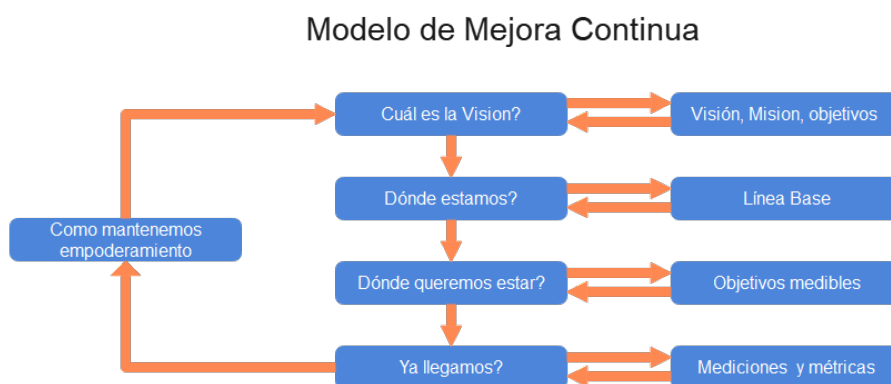 Modelo de Mejora Continua
Cuál es la Vision?
Visión, Mision, objetivos
Dónde estamos?
Línea Base
Como mantenemos
empoderamiento
Dónde queremos estar?
Objetivos medibles
Ya llegamos?
Mediciones y métricas